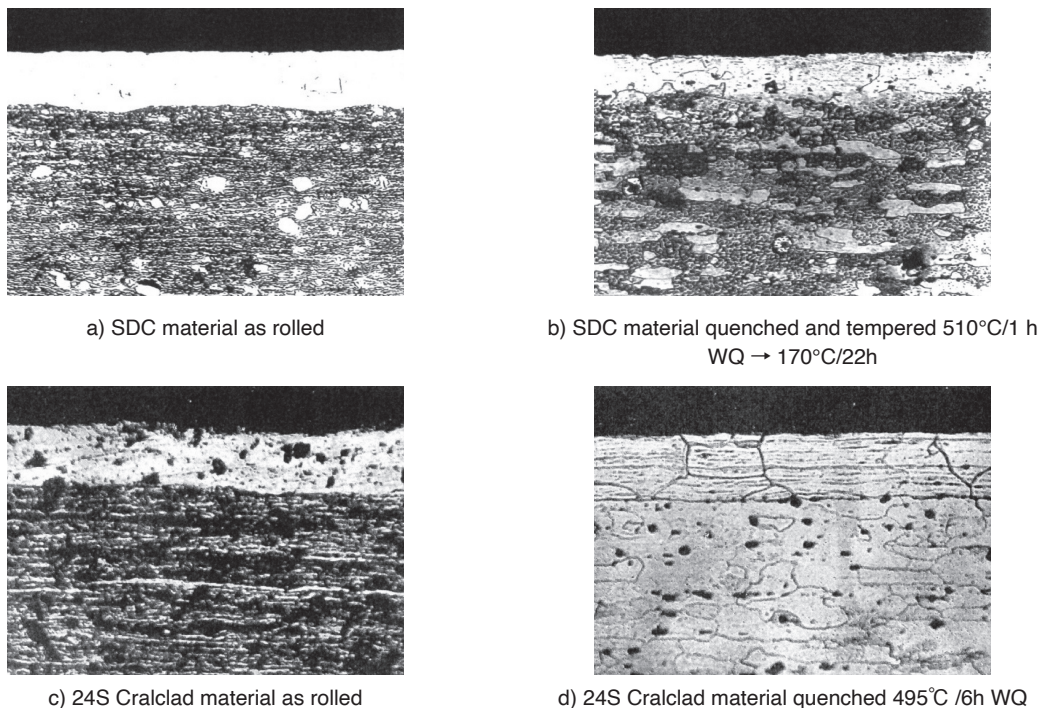 a) SDC material as rolled
b) SDC material quenched and tempered 510°C/1 h
WQ → 170°C/22h
c) 24S Cralclad material as rolled
d) 24S Cralclad material quenched 495°C /6h WQ